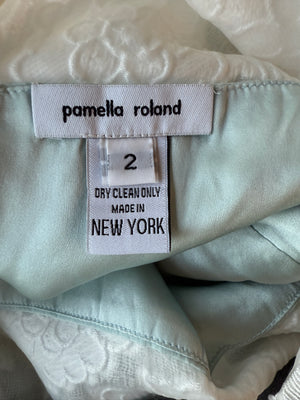 pamella roland
2
DRY CLEAN ONLY
MADE IN
NEW YORK